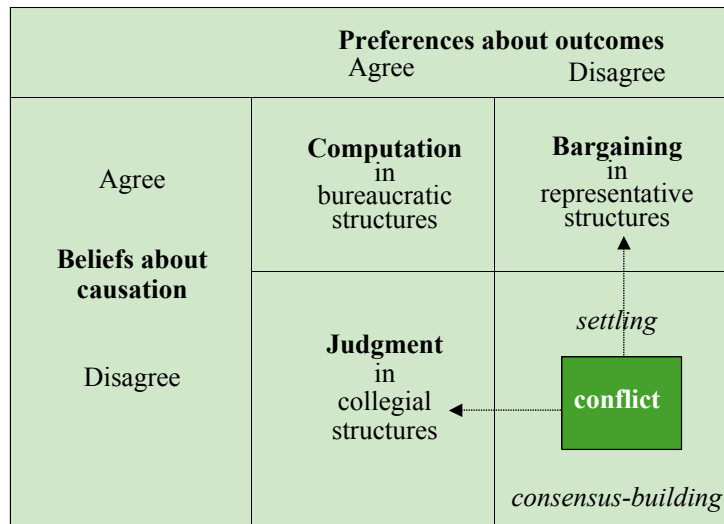 Preferences about outcomes
Agree
Disagree
Agree
Computation
in
bureaucratic
structures
Bargaining
in
representative
structures
Beliefs about
causation
Disagree
Judgment
in
collegial
structures
settling
conflict
consensus-building